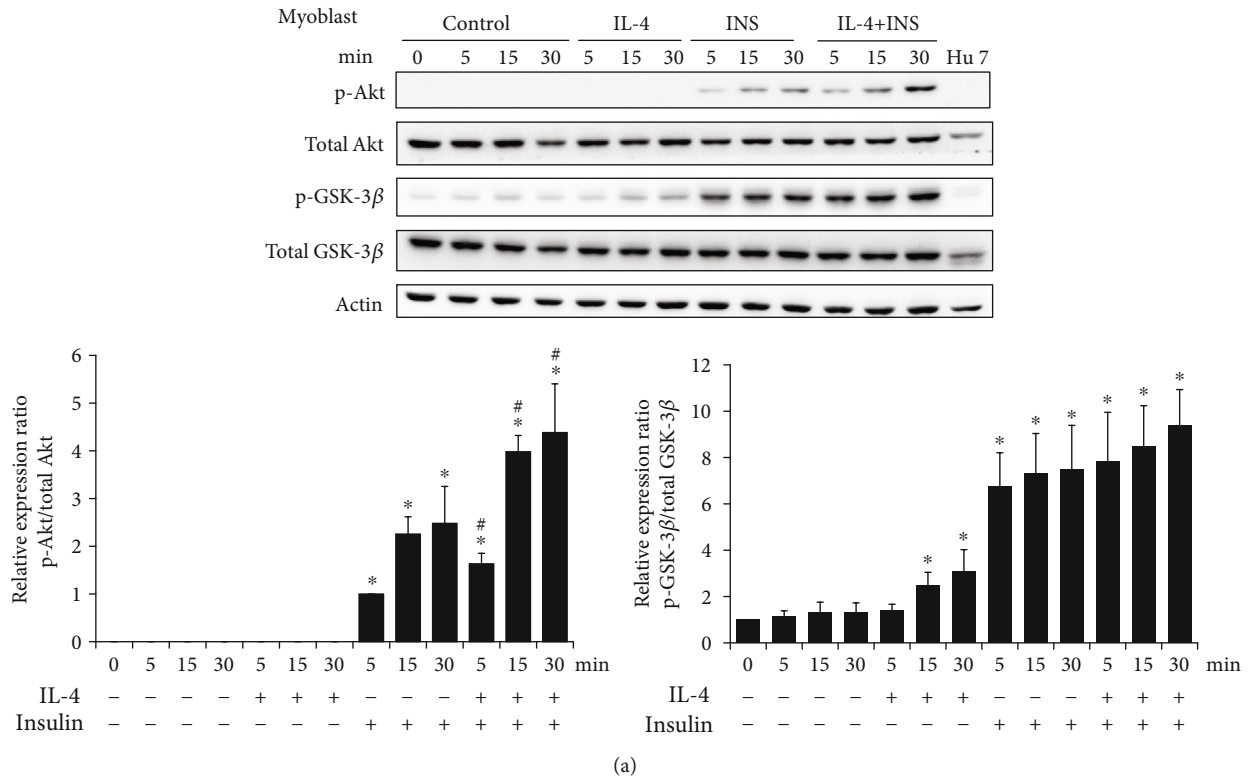 Myoblast Control IL-4 INS IL-4+INS
min 0 5 15 30 5 15 30 5 15 30 5 15 30 Hu 7
p-Akt
Total Akt
p-GSK-3β
Total GSK-3β
Actin
Relative expression ratio
p-Akt/total Akt
6
5
4
3
2
1
0
* * * # * # * # *
0 5 15 30 5 15 30 5 15 30 5 15 30 min
IL-4 − − − − + + + − − − + + +
Insulin − − − − − − − + + + + + +
Relative expression ratio
p-GSK-3β/total GSK-3β
12
10
8
6
4
2
0
* * * * * * * *
0 5 15 30 5 15 30 5 15 30 5 15 30 min
IL-4 − − − − + + + − − − + + +
Insulin − − − − − − − + + + + + +
(a)